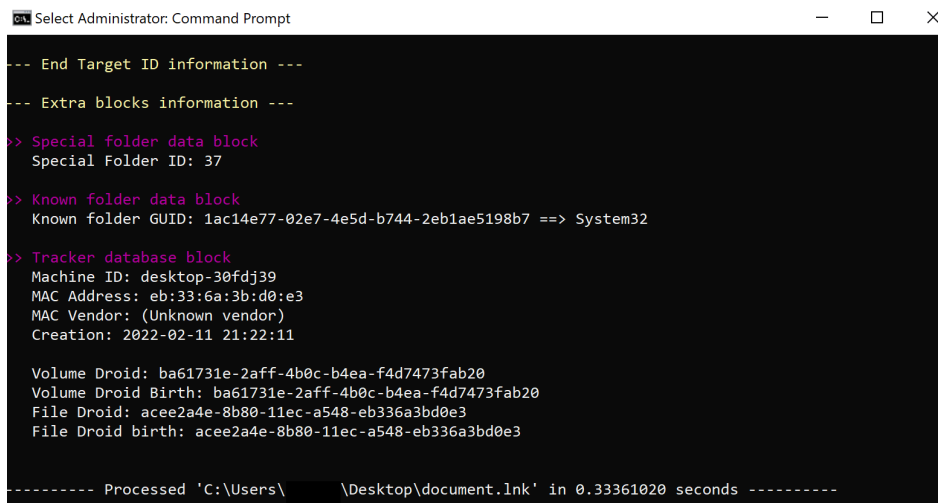 Select Administrator: Command Prompt
--- End Target ID information ---
--- Extra blocks information ---
>> Special folder data block
Special Folder ID: 37
>> Known folder data block
Known folder GUID: 1ac14e77-02e7-4e5d-b744-2eb1ae5198b7 ==> System32
>> Tracker database block
Machine ID: desktop-30fdj39
MAC Address: eb:33:6a:3b:d0:e3
MAC Vendor: (Unknown vendor)
Creation: 2022-02-11 21:22:11
Volume Droid: ba61731e-2aff-4b0c-b4ea-f4d7473fab20
Volume Droid Birth: ba61731e-2aff-4b0c-b4ea-f4d7473fab20
File Droid: acee2a4e-8b80-11ec-a548-eb336a3bd0e3
File Droid birth: acee2a4e-8b80-11ec-a548-eb336a3bd0e3
---------- Processed 'C:\Users\ \Desktop\document.lnk' in 0.33361020 seconds ----------